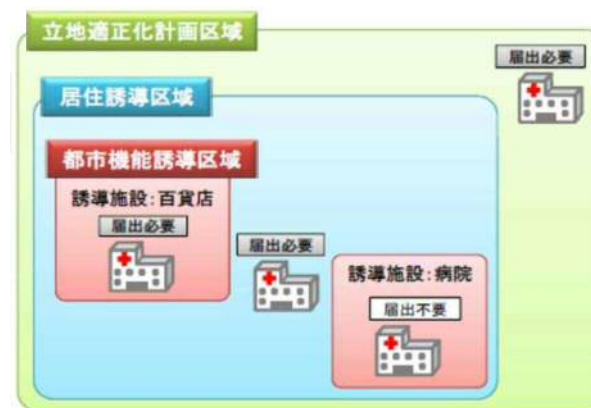 立地適正化計画区域
届出必要
居住誘導区域
都市機能誘導区域
誘導施設:百貨店
届出必要
届出必要
誘導施設:病院
届出不要